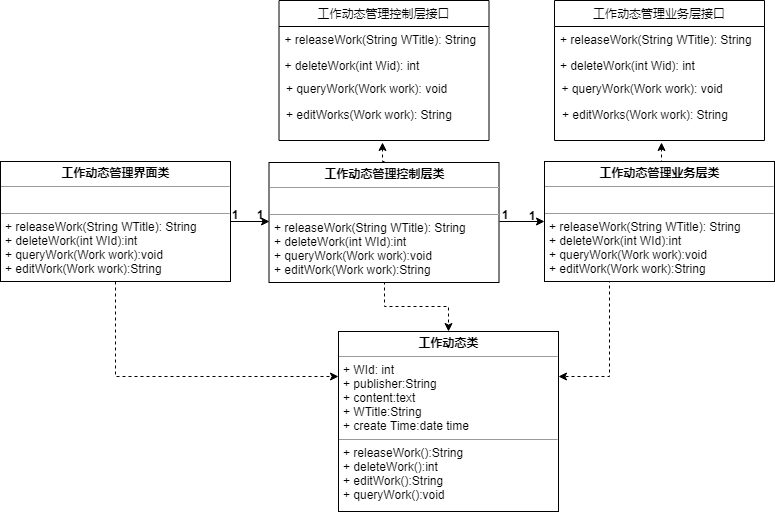 工作动态管理控制层接口
+ releaseWork(String WTitle): String
+ deleteWork(int Wid): int
+ queryWork(Work work): void
+ editWorks(Work work): String
工作动态管理业务层接口
+ releaseWork(String WTitle): String
+ deleteWork(int Wid): int
+ queryWork(Work work): void
+ editWorks(Work work): String
工作动态管理界面类
+ releaseWork(String WTitle): String
+ deleteWork(int WId):int
+ queryWork(Work work):void
+ editWork(Work work):String
1
1
工作动态管理控制层类
+ releaseWork(String WTitle): String
+ deleteWork(int WId):int
+ queryWork(Work work):void
+ editWork(Work work):String
1
1
工作动态管理业务层类
+ releaseWork(String WTitle): String
+ deleteWork(int WId):int
+ queryWork(Work work):void
+ editWork(Work work):String
工作动态类
+ WId: int
+ publisher:String
+ content:text
+ WTitle:String
+ create Time:date time
+ releaseWork():String
+ deleteWork():int
+ editWork():String
+ queryWork():void